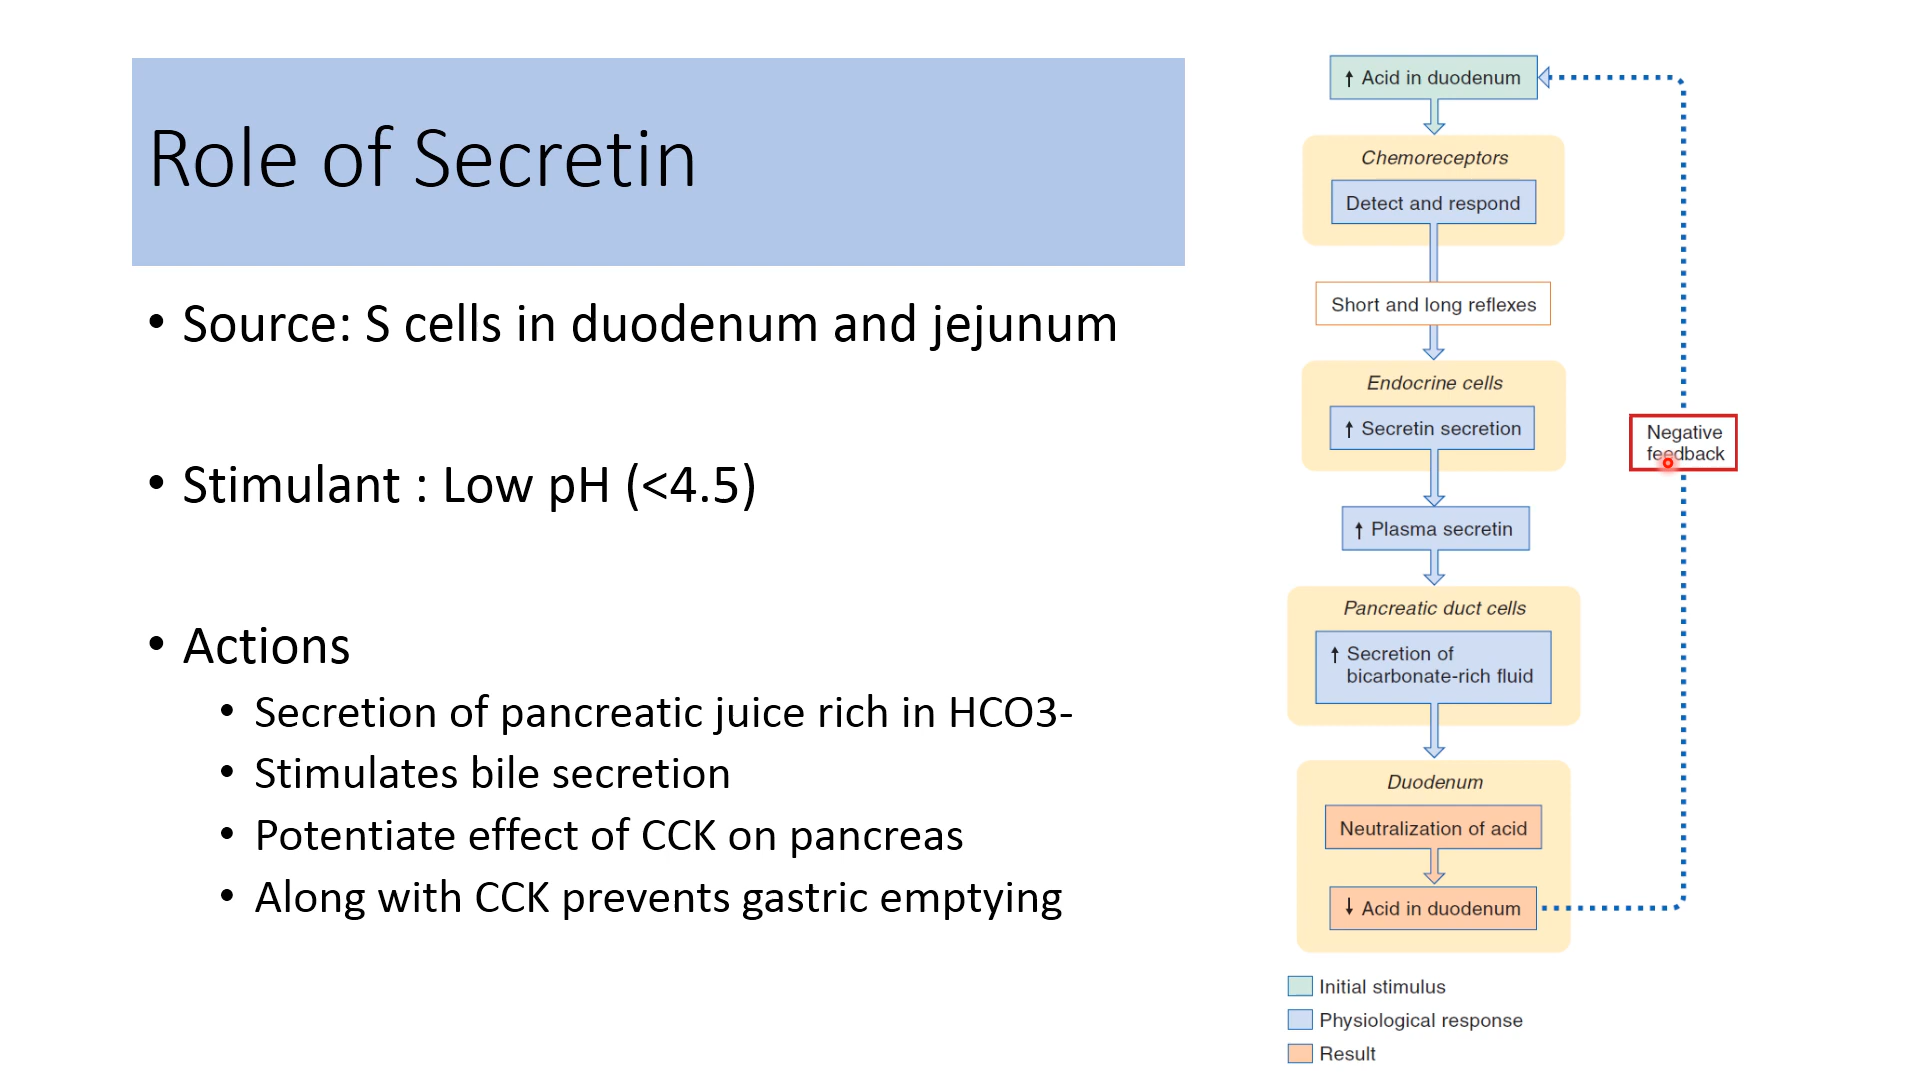 Role of Secretin
• Source: S cells in duodenum and jejunum
• Stimulant : Low pH (<4.5)
• Actions
• Secretion of pancreatic juice rich in HCO3-
• Stimulates bile secretion
• Potentiate effect of CCK on pancreas
• Along with CCK prevents gastric emptying
↑ Acid in duodenum
Chemoreceptors
Detect and respond
Short and long reflexes
Endocrine cells
↑ Secretin secretion
↑ Plasma secretin
Pancreatic duct cells
↑ Secretion of
bicarbonate-rich fluid
Duodenum
Neutralization of acid
↓ Acid in duodenum
Negative
feedback
Initial stimulus
Physiological response
Result